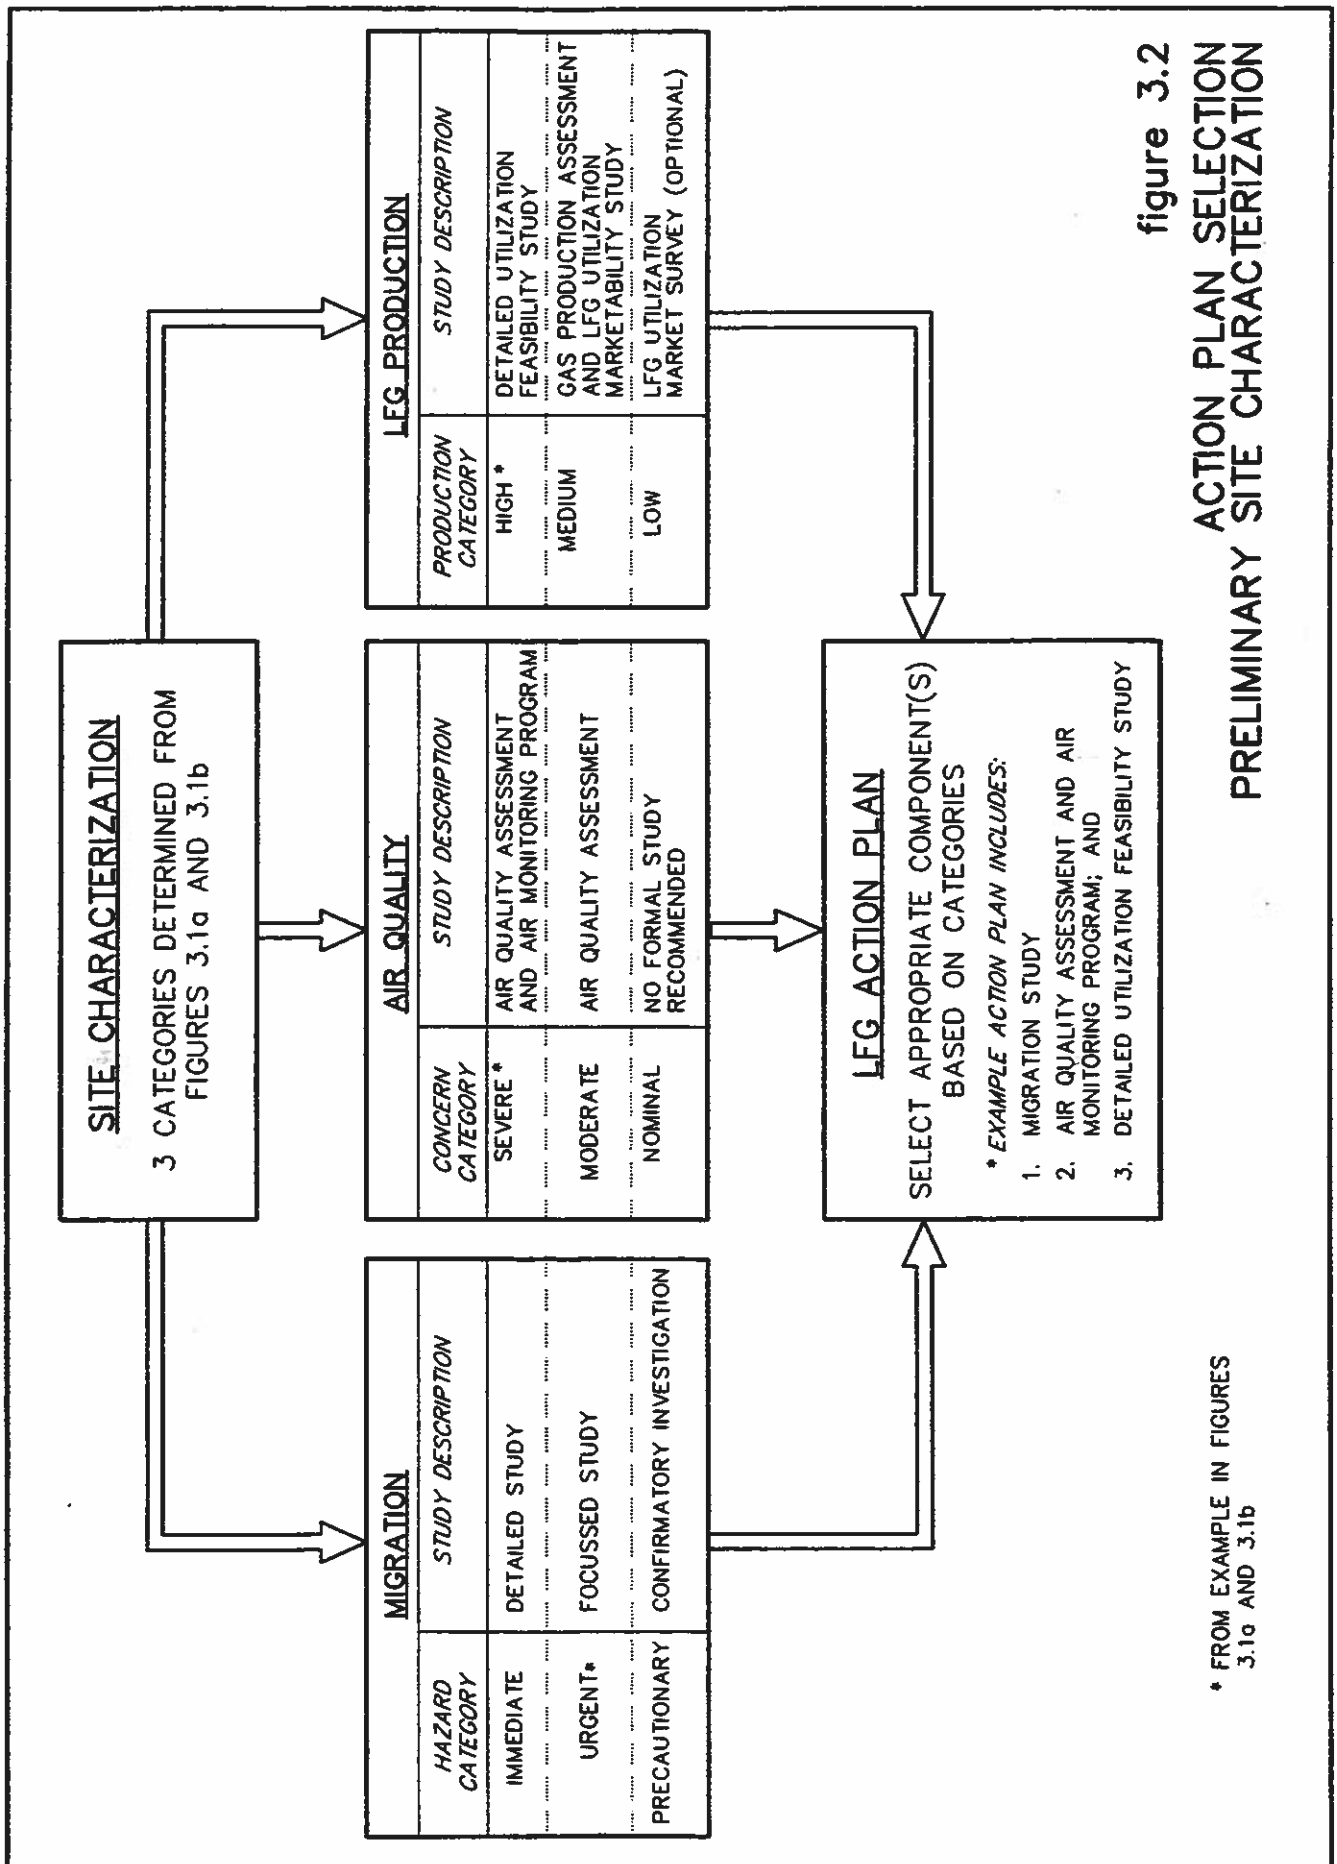 SITE CHARACTERIZATION
3 CATEGORIES DETERMINED FROM
FIGURES 3.1a AND 3.1b
MIGRATION
HAZARD
CATEGORY
STUDY DESCRIPTION
IMMEDIATE
DETAILED STUDY
URGENT*
FOCUSSED STUDY
PRECAUTIONARY
CONFIRMATORY INVESTIGATION
AIR QUALITY
CONCERN
CATEGORY
STUDY DESCRIPTION
SEVERE*
AIR QUALITY ASSESSMENT
AND AIR MONITORING PROGRAM
MODERATE
AIR QUALITY ASSESSMENT
NOMINAL
NO FORMAL STUDY
RECOMMENDED
LFG PRODUCTION
PRODUCTION
CATEGORY
STUDY DESCRIPTION
HIGH*
DETAILED UTILIZATION
FEASIBILITY STUDY
MEDIUM
GAS PRODUCTION ASSESSMENT
AND LFG UTILIZATION
MARKETABILITY STUDY
LOW
LFG UTILIZATION
MARKET SURVEY (OPTIONAL)
LFG ACTION PLAN
SELECT APPROPRIATE COMPONENT(S)
BASED ON CATEGORIES
* EXAMPLE ACTION PLAN INCLUDES:
1. MIGRATION STUDY
2. AIR QUALITY ASSESSMENT AND AIR
MONITORING PROGRAM; AND
3. DETAILED UTILIZATION FEASIBILITY STUDY
* FROM EXAMPLE IN FIGURES
3.1a AND 3.1b
figure 3.2
ACTION PLAN SELECTION
PRELIMINARY SITE CHARACTERIZATION